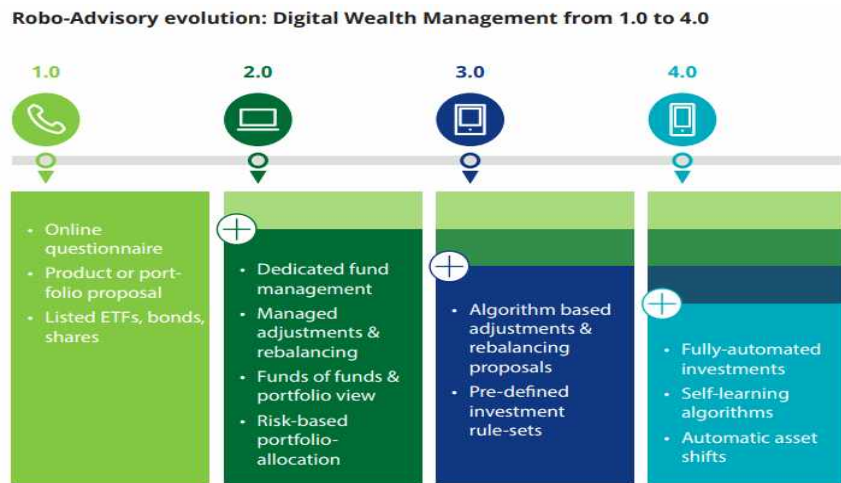 Robo-Advisory evolution: Digital Wealth Management from 1.0 to 4.0
1.0
2.0
3.0
4.0
• Online
questionnaire
• Product or port-
folio proposal
• Listed ETFs, bonds,
shares
• Dedicated fund
management
• Managed
adjustments &
rebalancing
• Funds of funds &
portfolio view
• Risk-based
portfolio-
allocation
• Algorithm based
adjustments &
rebalancing
proposals
• Pre-defined
investment
rule-sets
• Fully-automated
investments
• Self-learning
algorithms
• Automatic asset
shifts